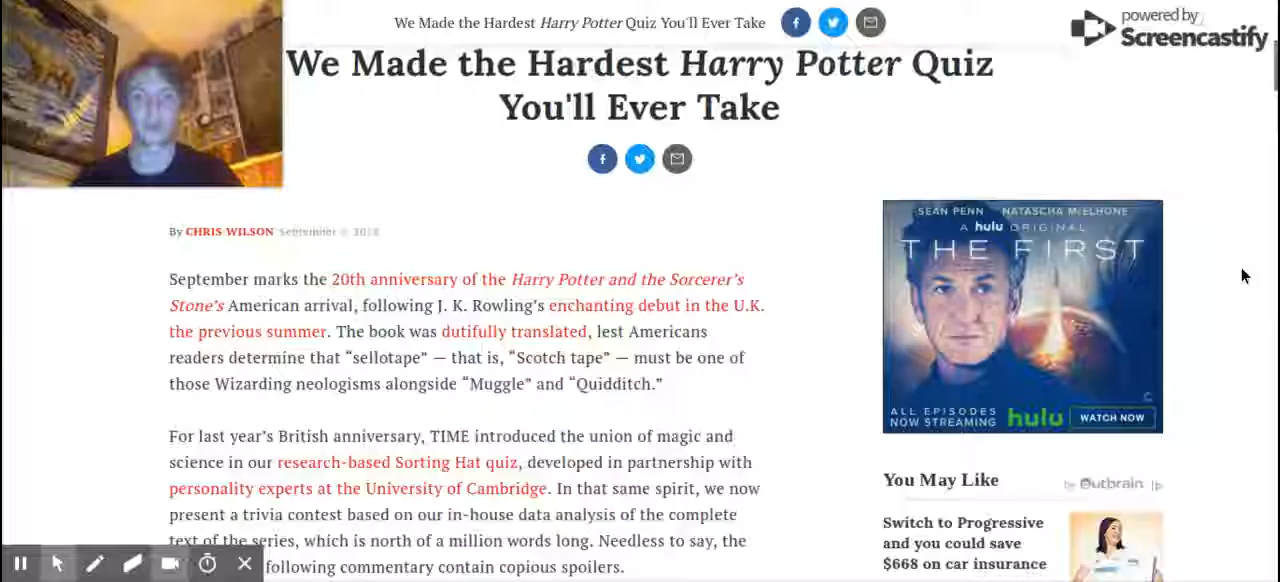 We Made the Hardest Harry Potter Quiz You'll Ever Take
powered by
Screencastify
We Made the Hardest Harry Potter Quiz
You'll Ever Take
By CHRIS WILSON September 2018
September marks the 20th anniversary of the Harry Potter and the Sorcerer's
Stone's American arrival, following J. K. Rowling's enchanting debut in the U.K.
the previous summer. The book was dutifully translated, lest Americans
readers determine that “sellotape” — that is, “Scotch tape” — must be one of
those Wizarding neologisms alongside “Muggle” and “Quidditch.”
For last year's British anniversary, TIME introduced the union of magic and
science in our research-based Sorting Hat quiz, developed in partnership with
personality experts at the University of Cambridge. In that same spirit, we now
present a trivia contest based on our in-house data analysis of the complete
text of the series, which is north of a million words long. Needless to say, the
following commentary contain copious spoilers.
SEAN PENN NATASCHA McELHONE
A hulu ORIGINAL
THE FIRST
ALL EPISODES
NOW STREAMING
hulu
WATCH NOW
You May Like
by Outbrain
Switch to Progressive
and you could save
$668 on car insurance